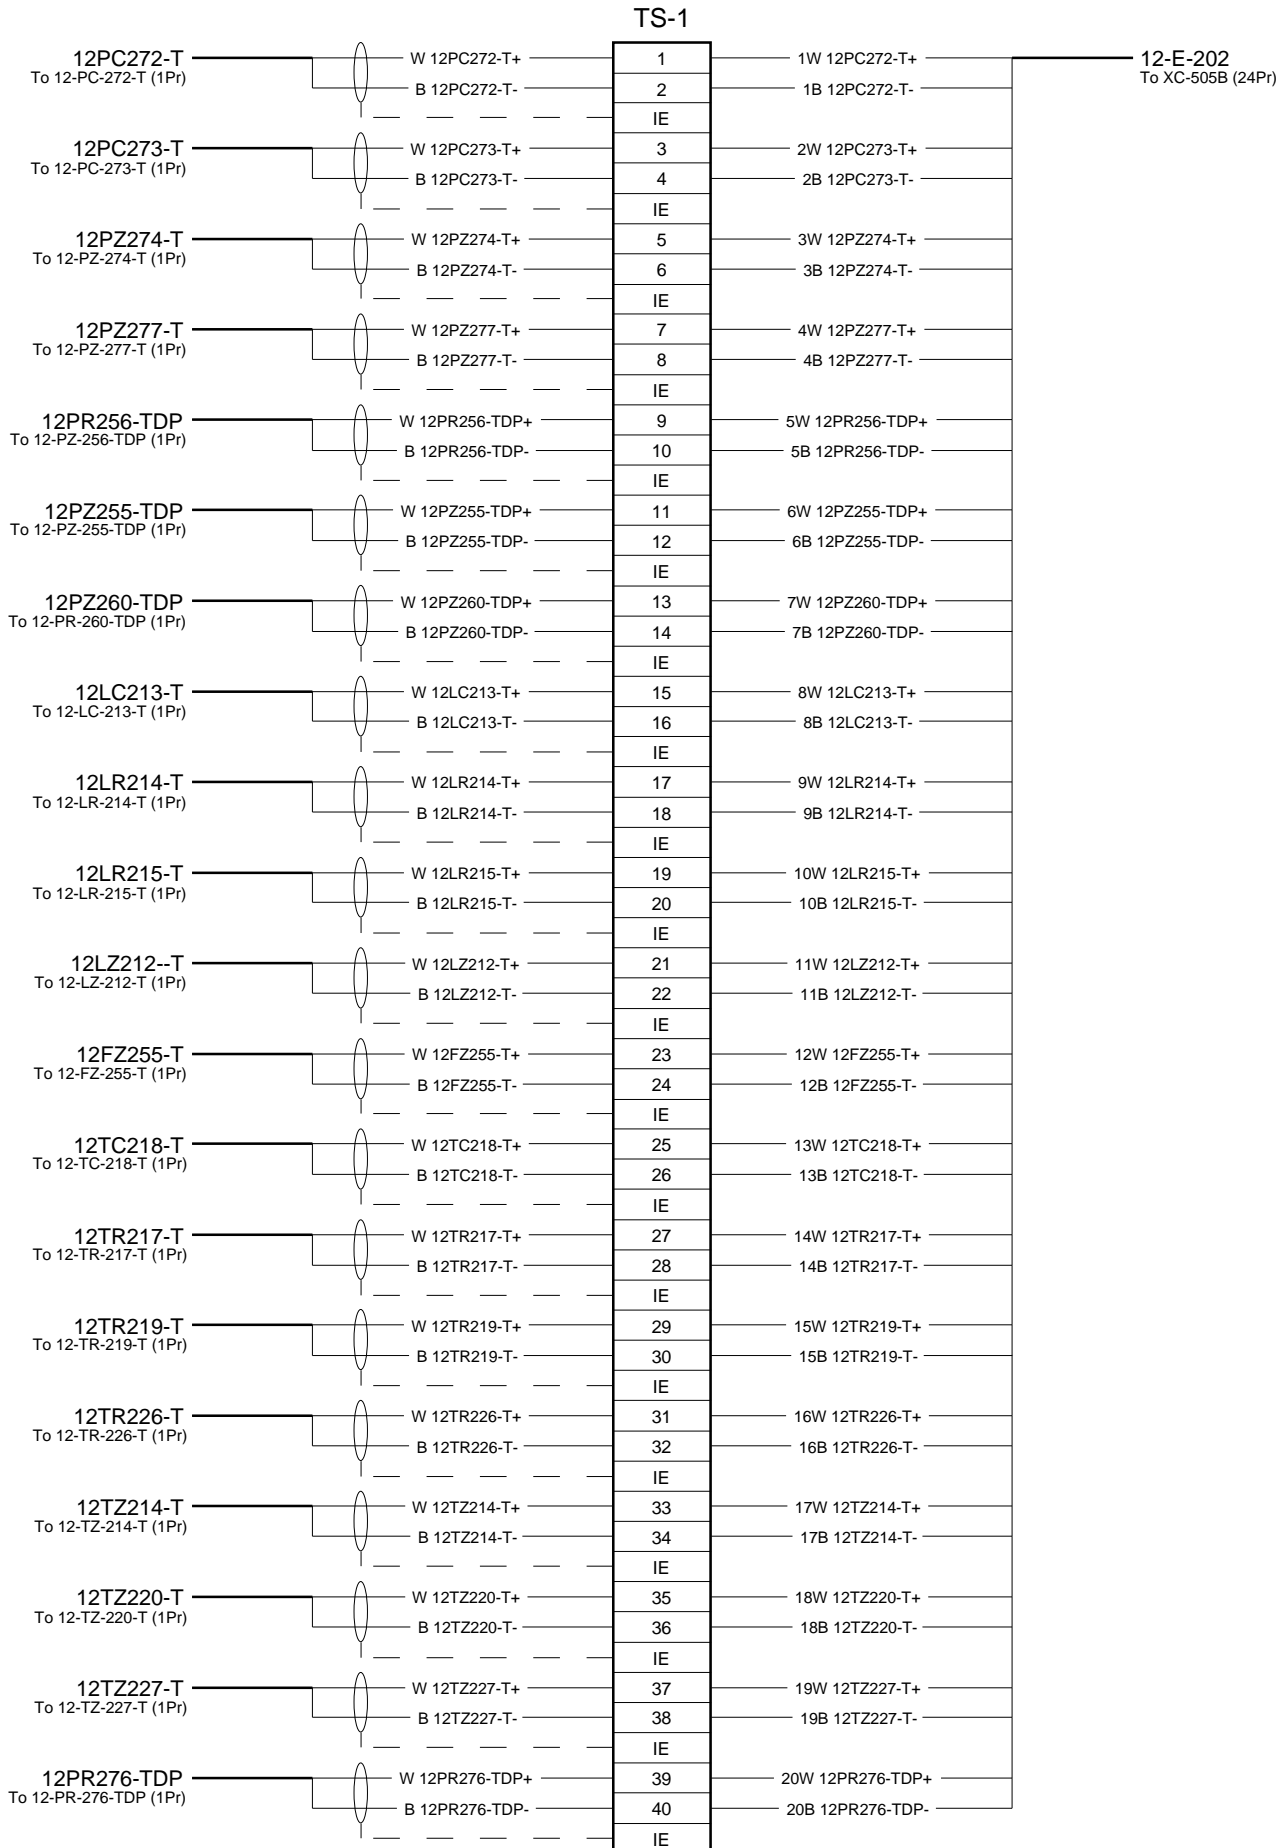 TS-1
12PC272-T W 12PC272-T+ 1 1W 12PC272-T+ 12-E-202
To 12-PC-272-T (1Pr) B 12PC272-T- 2 1B 12PC272-T- To XC-505B (24Pr)
IE
12PC273-T W 12PC273-T+ 3 2W 12PC273-T+
To 12-PC-273-T (1Pr) B 12PC273-T- 4 2B 12PC273-T-
IE
12PZ274-T W 12PZ274-T+ 5 3W 12PZ274-T+
To 12-PZ-274-T (1Pr) B 12PZ274-T- 6 3B 12PZ274-T-
IE
12PZ277-T W 12PZ277-T+ 7 4W 12PZ277-T+
To 12-PZ-277-T (1Pr) B 12PZ277-T- 8 4B 12PZ277-T-
IE
12PR256-TDP W 12PR256-TDP+ 9 5W 12PR256-TDP+
To 12-PZ-256-TDP (1Pr) B 12PR256-TDP- 10 5B 12PR256-TDP-
IE
12PZ255-TDP W 12PZ255-TDP+ 11 6W 12PZ255-TDP+
To 12-PZ-255-TDP (1Pr) B 12PZ255-TDP- 12 6B 12PZ255-TDP-
IE
12PZ260-TDP W 12PZ260-TDP+ 13 7W 12PZ260-TDP+
To 12-PR-260-TDP (1Pr) B 12PZ260-TDP- 14 7B 12PZ260-TDP-
IE
12LC213-T W 12LC213-T+ 15 8W 12LC213-T+
To 12-LC-213-T (1Pr) B 12LC213-T- 16 8B 12LC213-T-
IE
12LR214-T W 12LR214-T+ 17 9W 12LR214-T+
To 12-LR-214-T (1Pr) B 12LR214-T- 18 9B 12LR214-T-
IE
12LR215-T W 12LR215-T+ 19 10W 12LR215-T+
To 12-LR-215-T (1Pr) B 12LR215-T- 20 10B 12LR215-T-
IE
12LZ212--T W 12LZ212-T+ 21 11W 12LZ212-T+
To 12-LZ-212-T (1Pr) B 12LZ212-T- 22 11B 12LZ212-T-
IE
12FZ255-T W 12FZ255-T+ 23 12W 12FZ255-T+
To 12-FZ-255-T (1Pr) B 12FZ255-T- 24 12B 12FZ255-T-
IE
12TC218-T W 12TC218-T+ 25 13W 12TC218-T+
To 12-TC-218-T (1Pr) B 12TC218-T- 26 13B 12TC218-T-
IE
12TR217-T W 12TR217-T+ 27 14W 12TR217-T+
To 12-TR-217-T (1Pr) B 12TR217-T- 28 14B 12TR217-T-
IE
12TR219-T W 12TR219-T+ 29 15W 12TR219-T+
To 12-TR-219-T (1Pr) B 12TR219-T- 30 15B 12TR219-T-
IE
12TR226-T W 12TR226-T+ 31 16W 12TR226-T+
To 12-TR-226-T (1Pr) B 12TR226-T- 32 16B 12TR226-T-
IE
12TZ214-T W 12TZ214-T+ 33 17W 12TZ214-T+
To 12-TZ-214-T (1Pr) B 12TZ214-T- 34 17B 12TZ214-T-
IE
12TZ220-T W 12TZ220-T+ 35 18W 12TZ220-T+
To 12-TZ-220-T (1Pr) B 12TZ220-T- 36 18B 12TZ220-T-
IE
12TZ227-T W 12TZ227-T+ 37 19W 12TZ227-T+
To 12-TZ-227-T (1Pr) B 12TZ227-T- 38 19B 12TZ227-T-
IE
12PR276-TDP W 12PR276-TDP+ 39 20W 12PR276-TDP+
To 12-PR-276-TDP (1Pr) B 12PR276-TDP- 40 20B 12PR276-TDP-
IE